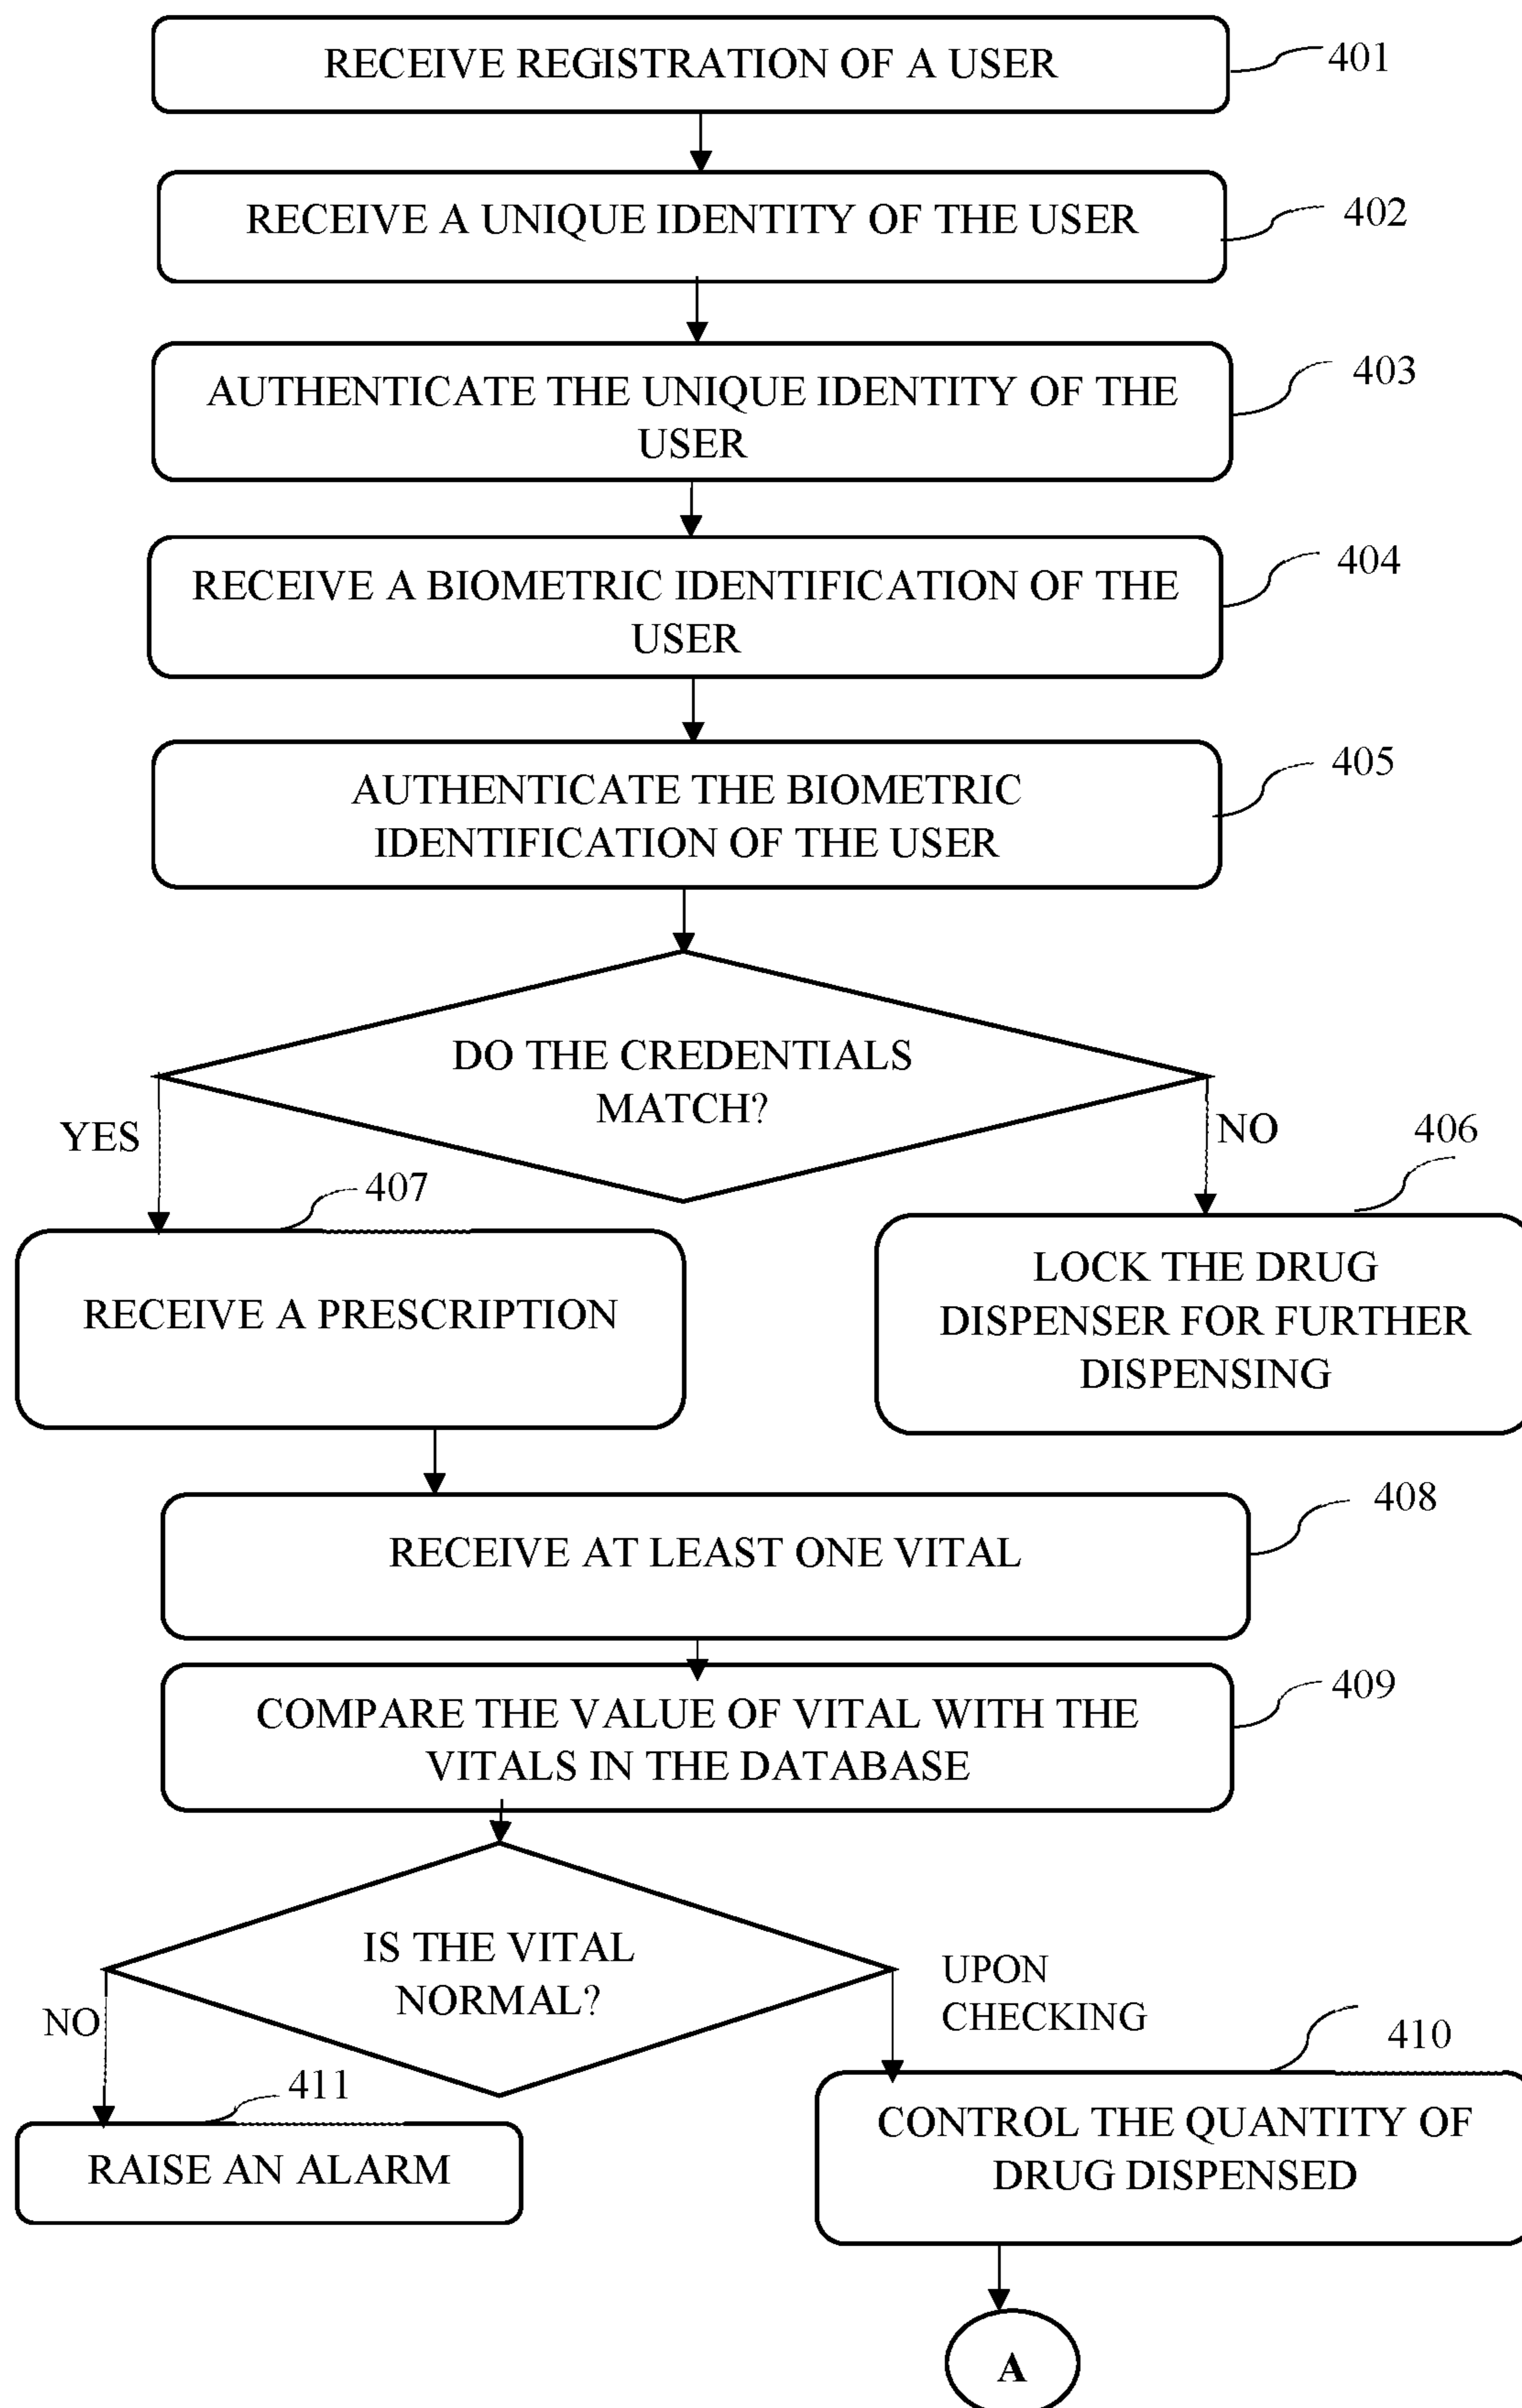 RECEIVE REGISTRATION OF A USER
401
RECEIVE A UNIQUE IDENTITY OF THE USER
402
AUTHENTICATE THE UNIQUE IDENTITY OF THE
USER
403
RECEIVE A BIOMETRIC IDENTIFICATION OF THE
USER
404
AUTHENTICATE THE BIOMETRIC
IDENTIFICATION OF THE USER
405
DO THE CREDENTIALS
MATCH?
YES
NO
406
407
RECEIVE A PRESCRIPTION
LOCK THE DRUG
DISPENSER FOR FURTHER
DISPENSING
408
RECEIVE AT LEAST ONE VITAL
409
COMPARE THE VALUE OF VITAL WITH THE
VITALS IN THE DATABASE
IS THE VITAL
NORMAL?
NO
UPON
CHECKING
410
411
RAISE AN ALARM
CONTROL THE QUANTITY OF
DRUG DISPENSED
A